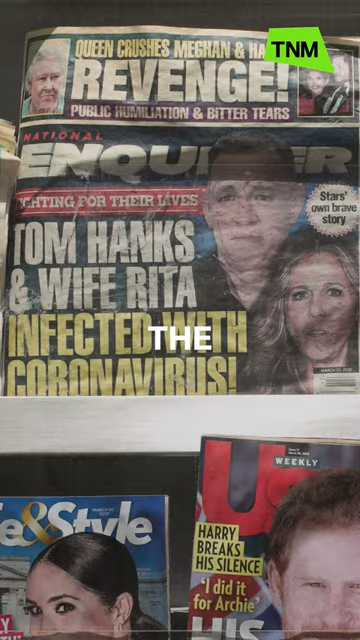 TNM
QUEEN CRUSHES MEGHAN &
REVENGE!
PUBLIC HUMILIATION & BITTER TEARS
NATIONAL
ENQUIRER
FIGHTING FOR THEIR LIVES
Stars'
own brave
story
TOM HANKS
& WIFE RITA
INFECTED WITH
CORONAVIRUS!
THE
WEEKLY
e&Style
HARRY
BREAKS
HIS SILENCE
'I did it
for Archie'
HIS